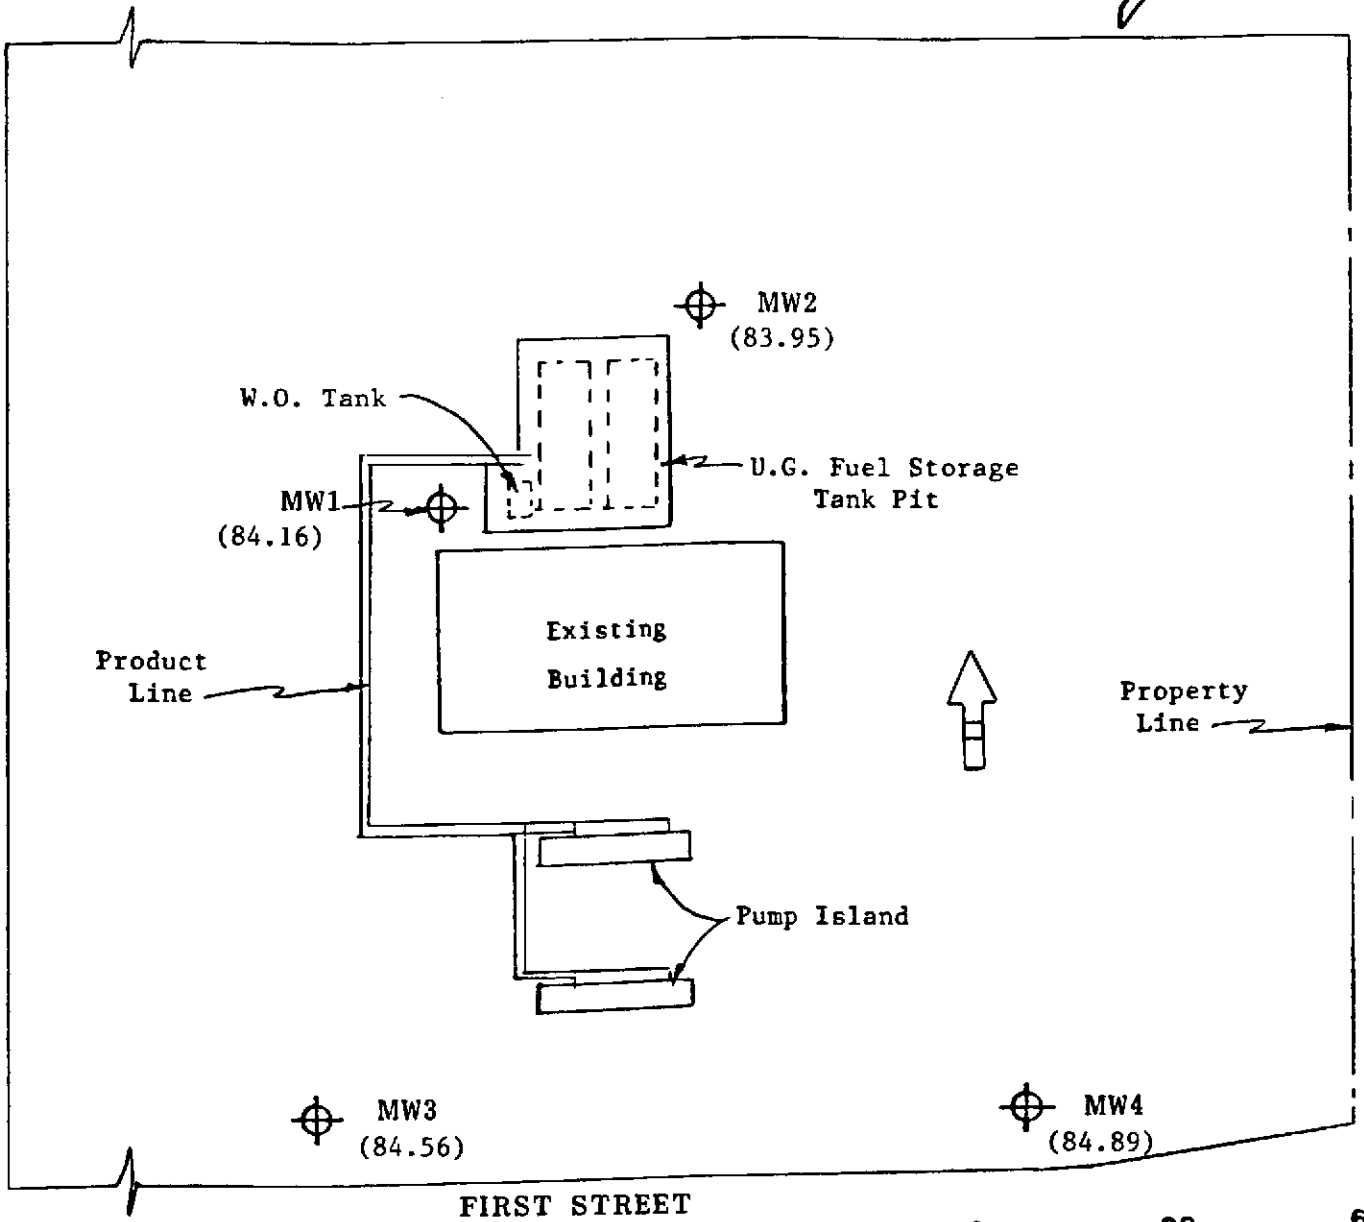 MW2
(83.95)
W.O. Tank
U.G. Fuel Storage
Tank Pit
MW1
(84.16)
Existing
Building
Product
Line
Property
Line
Pump Island
MW3
(84.56)
MW4
(84.89)
FIRST STREET